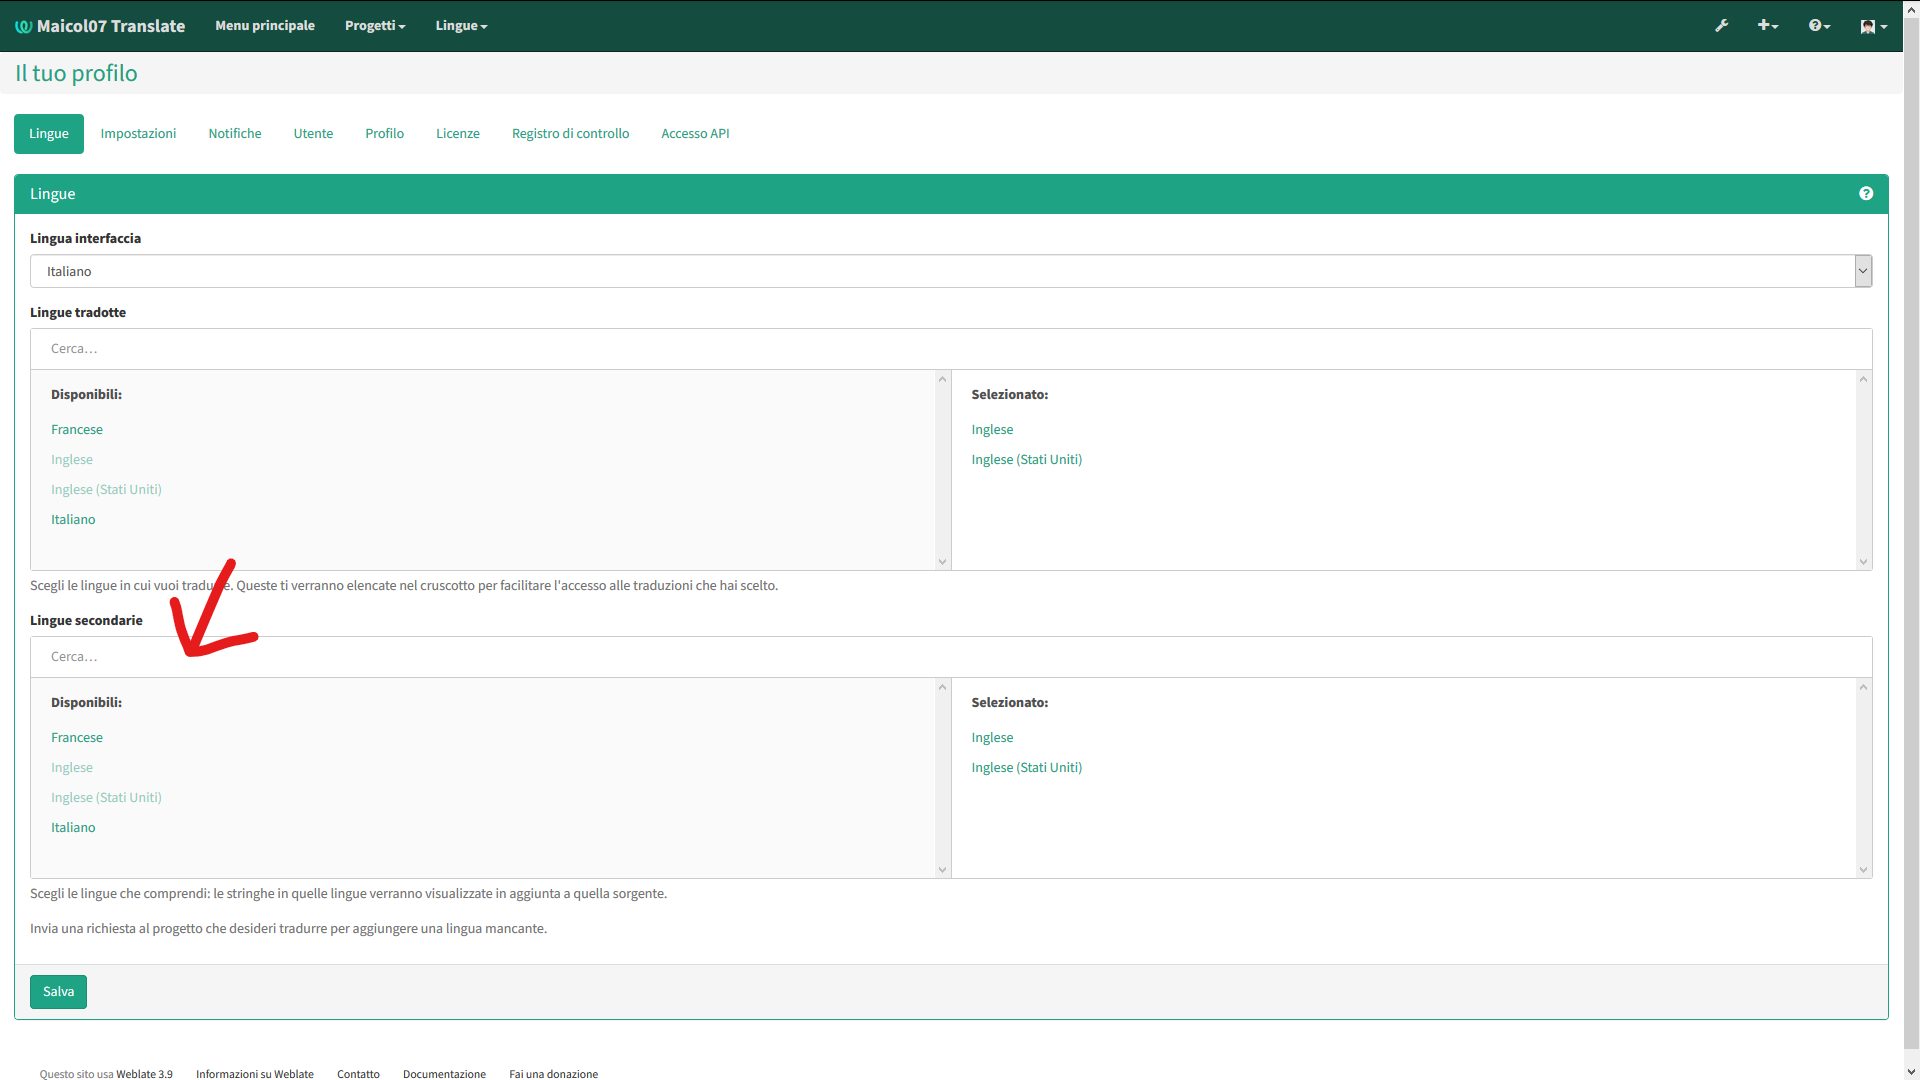 Maicol07 Translate Menu principale Progetti Lingue
Il tuo profilo
Lingue Impostazioni Notifiche Utente Profilo Licenze Registro di controllo Accesso API
Lingue
Lingua interfaccia
Italiano
Lingue tradotte
Cerca...
Disponibili:
Francese
Inglese
Inglese (Stati Uniti)
Italiano
Selezionato:
Inglese
Inglese (Stati Uniti)
Scegli le lingue in cui vuoi tradurre. Queste ti verranno elencate nel cruscotto per facilitare l'accesso alle traduzioni che hai scelto.
Lingue secondarie
Cerca...
Disponibili:
Francese
Inglese
Inglese (Stati Uniti)
Italiano
Selezionato:
Inglese
Inglese (Stati Uniti)
Scegli le lingue che comprendi: le stringhe in quelle lingue verranno visualizzate in aggiunta a quella sorgente.
Invia una richiesta al progetto che desideri tradurre per aggiungere una lingua mancante.
Salva
Questo sito usa Weblate 3.9 Informazioni su Weblate Contatto Documentazione Fai una donazione